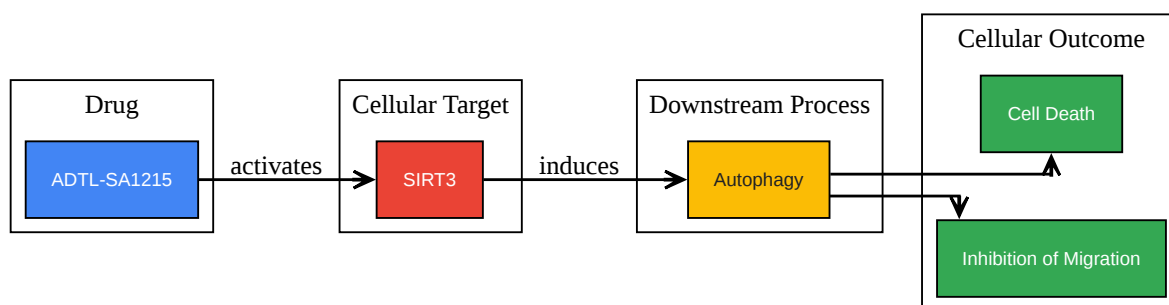 Drug
ADTL-SA1215
activates
Cellular Target
SIRT3
induces
Downstream Process
Autophagy
Cellular Outcome
Cell Death
Inhibition of Migration